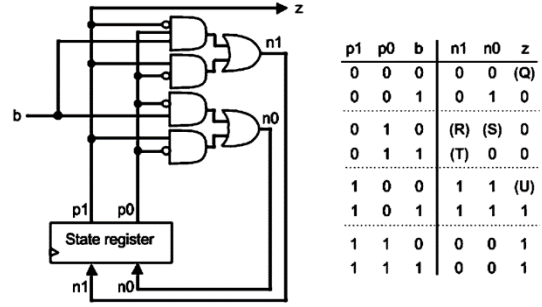 z
n1
b
n0
p1 p0
State register
n1 n0
p1 p0 b n1 n0 z
0 0 0 0 0 (Q)
0 0 1 0 1 0
0 1 0 (R) (S) 0
0 1 1 (T) 0 0
1 0 0 1 1 (U)
1 0 1 1 1 1
1 1 0 0 0 1
1 1 1 0 0 1